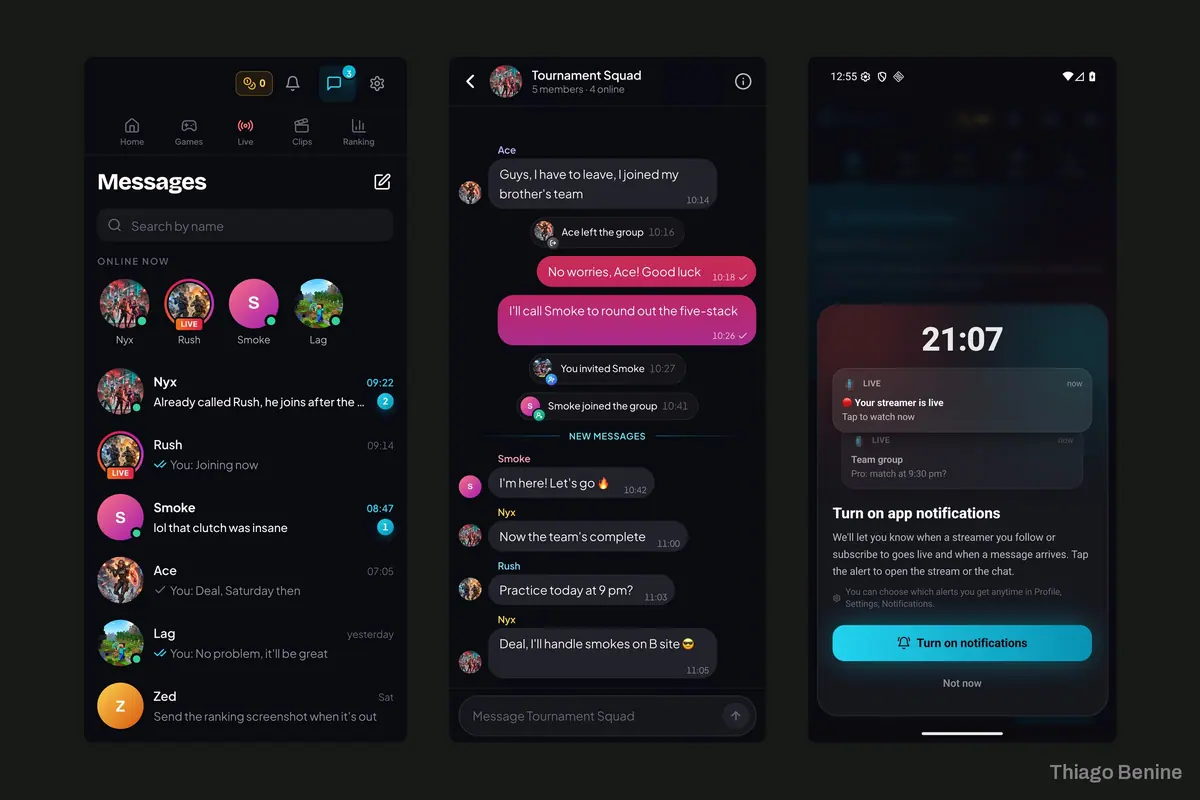 0
3
Home
Games
Live
Clips
Ranking
Messages
Search by name
ONLINE NOW
S
LIVE
Nyx
Rush
Smoke
Lag
Nyx
09:22
Already called Rush, he joins after the ...
2
Rush
09:14
LIVE
You: Joining now
S
Smoke
08:47
lol that clutch was insane
1
Ace
07:05
You: Deal, Saturday then
Lag
yesterday
You: No problem, it'll be great
Z
Zed
Sat
Send the ranking screenshot when it's out
Tournament Squad
5 members · 4 online
Ace
Guys, I have to leave, I joined my
brother's team
10:14
Ace left the group 10:16
No worries, Ace! Good luck
10:18
I'll call Smoke to round out the five-stack
10:26
You invited Smoke 10:27
S
Smoke joined the group 10:41
NEW MESSAGES
Smoke
S
I'm here! Let's go 🔥
10:42
Nyx
Now the team's complete
11:00
Rush
Practice today at 9 pm?
11:03
Nyx
Deal, I'll handle smokes on B site 😎
11:05
Message Tournament Squad
12:55
21:07
LIVE
now
🔴 Your streamer is live
Tap to watch now
LIVE
now
Team group
Pro: match at 9:30 pm?
Turn on app notifications
We'll let you know when a streamer you follow or
subscribe to goes live and when a message arrives. Tap
the alert to open the stream or the chat.
You can choose which alerts you get anytime in Profile,
Settings, Notifications.
Turn on notifications
Not now
Thiago Benine